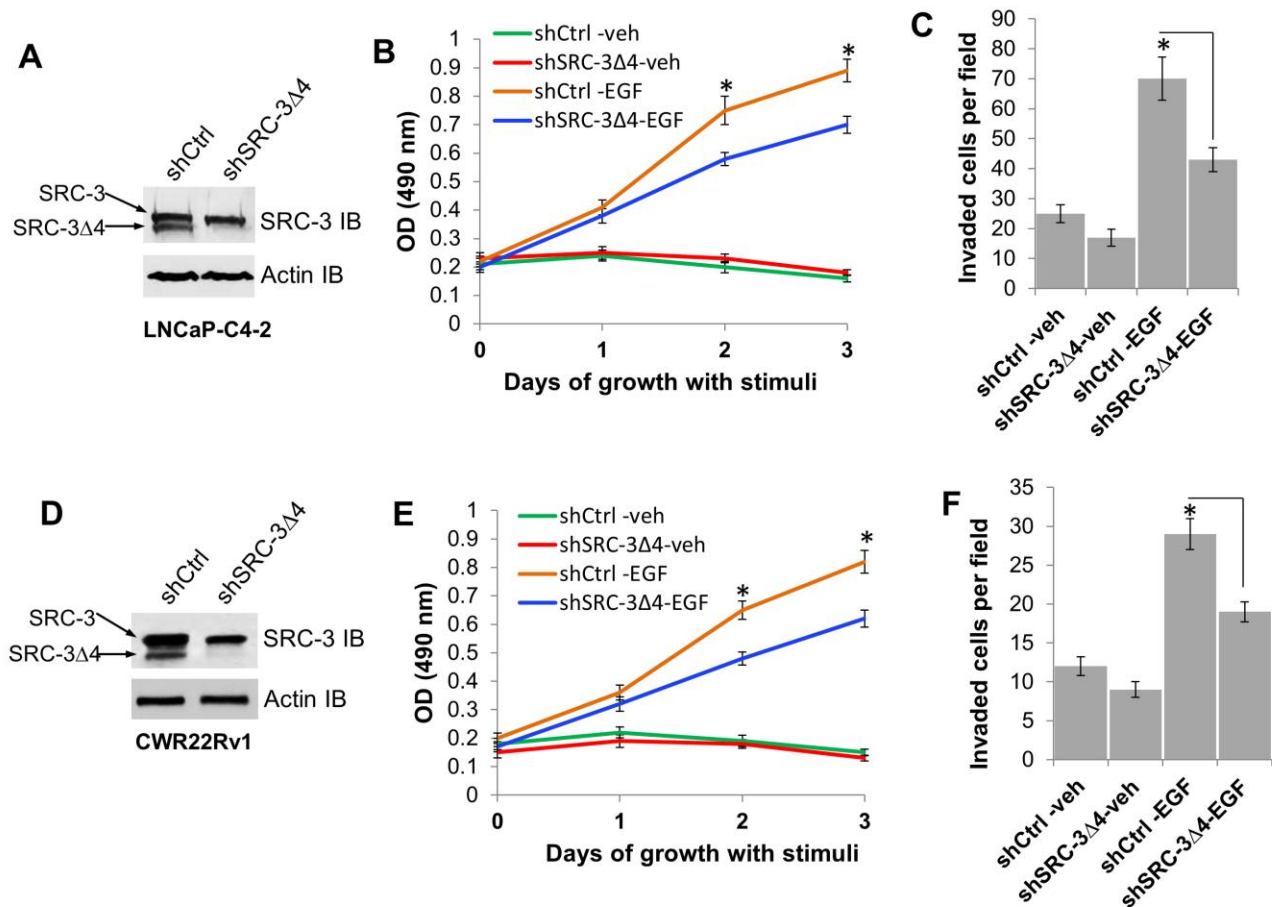 A
shCtrl
shSRC-3Δ4
SRC-3
SRC-3Δ4
SRC-3 IB
Actin IB
LNCaP-C4-2
B
shCtrl -veh
shSRC-3Δ4-veh
shCtrl -EGF
shSRC-3Δ4-EGF
OD (490 nm)
1
0.9
0.8
0.7
0.6
0.5
0.4
0.3
0.2
0.1
0
* *
0 1 2 3
Days of growth with stimuli
C
Invaded cells per field
90
80
70
60
50
40
30
20
10
0
*
shCtrl -veh
shSRC-3Δ4-veh
shCtrl -EGF
shSRC-3Δ4-EGF
D
shCtrl
shSRC-3Δ4
SRC-3
SRC-3Δ4
SRC-3 IB
Actin IB
CWR22Rv1
E
shCtrl -veh
shSRC-3Δ4-veh
shCtrl -EGF
shSRC-3Δ4-EGF
OD (490 nm)
1
0.9
0.8
0.7
0.6
0.5
0.4
0.3
0.2
0.1
0
* *
0 1 2 3
Days of growth with stimuli
F
Invaded cells per field
35
30
25
20
15
10
5
0
*
shCtrl -veh
shSRC-3Δ4-veh
shCtrl -EGF
shSRC-3Δ4-EGF